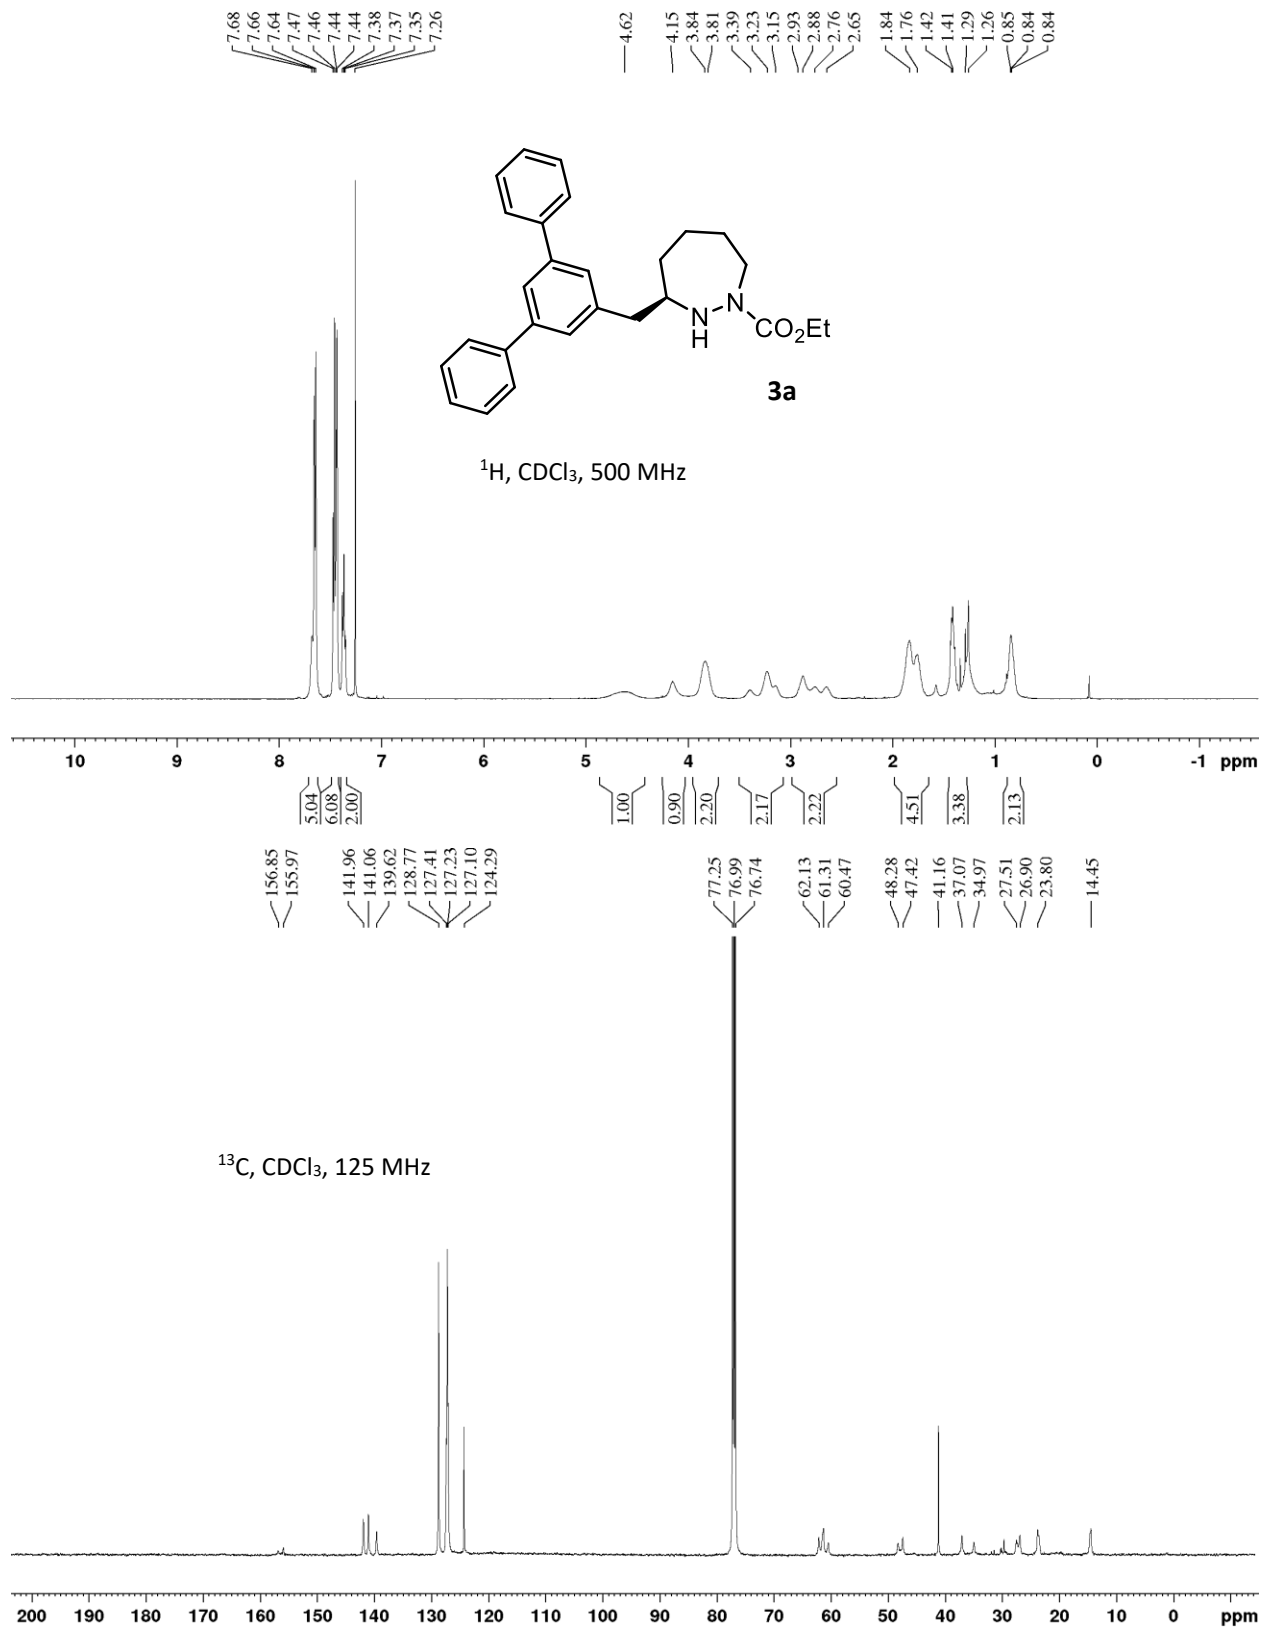 7.68 7.66 7.64 7.47 7.46 7.44 7.44 7.38 7.37 7.35 7.26 4.62 4.15 3.84 3.81 3.39 3.23 3.15 2.93 2.88 2.76 2.65 1.84 1.76 1.42 1.41 1.29 1.26 0.85 0.84 0.84
N
N
H
CO₂Et
3a
¹H, CDCl₃, 500 MHz
10 9 8 7 6 5 4 3 2 1 0 -1 ppm
5.04 6.08 2.00 1.00 0.90 2.20 2.17 2.22 4.51 3.38 2.13
156.85 155.97 141.96 141.06 139.62 128.77 127.41 127.23 127.10 124.29 77.25 76.99 76.74 62.13 61.31 60.47 48.28 47.42 41.16 37.07 34.97 27.51 26.90 23.80 14.45
¹³C, CDCl₃, 125 MHz
200 190 180 170 160 150 140 130 120 110 100 90 80 70 60 50 40 30 20 10 0 ppm